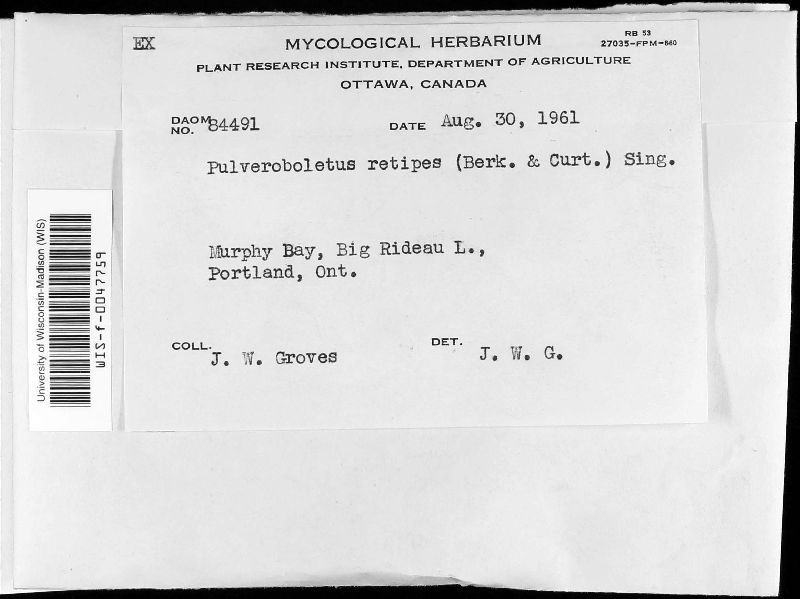 EX
MYCOLOGICAL HERBARIUM
RB 53
27035-FPM-860
PLANT RESEARCH INSTITUTE, DEPARTMENT OF AGRICULTURE
OTTAWA, CANADA
DAOM NO. 84491
DATE Aug. 30, 1961
Pulveroboletus retipes (Berk. & Curt.) Sing.
Murphy Bay, Big Rideau L.,
Portland, Ont.
COLL. J. W. Groves
DET. J. W. G.
University of Wisconsin-Madison (WIS)
WIS-f-0047759